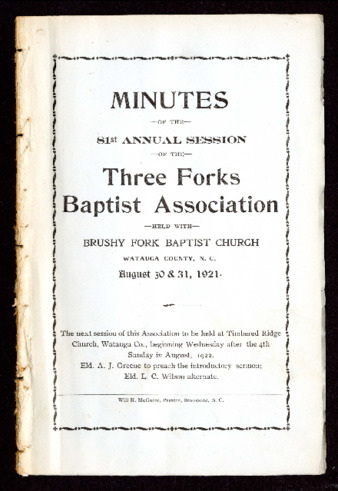 MINUTES
—OF THE—
81st ANNUAL SESSION
—OF THE—
Three Forks
Baptist Association
—HELD WITH—
BRUSHY FORK BAPTIST CHURCH
WATAUGA COUNTY, N. C.
August 30 & 31, 1921.
The next session of this Association to be held at Timbered Ridge
Church, Watauga Co., beginning Wednesday after the 4th
Sunday in August, 1922.
Eld. A. J. Greene to preach the introductory sermon;
Eld. L. C. Wilson alternate.
Will H. McGuire, Printer, N. C.